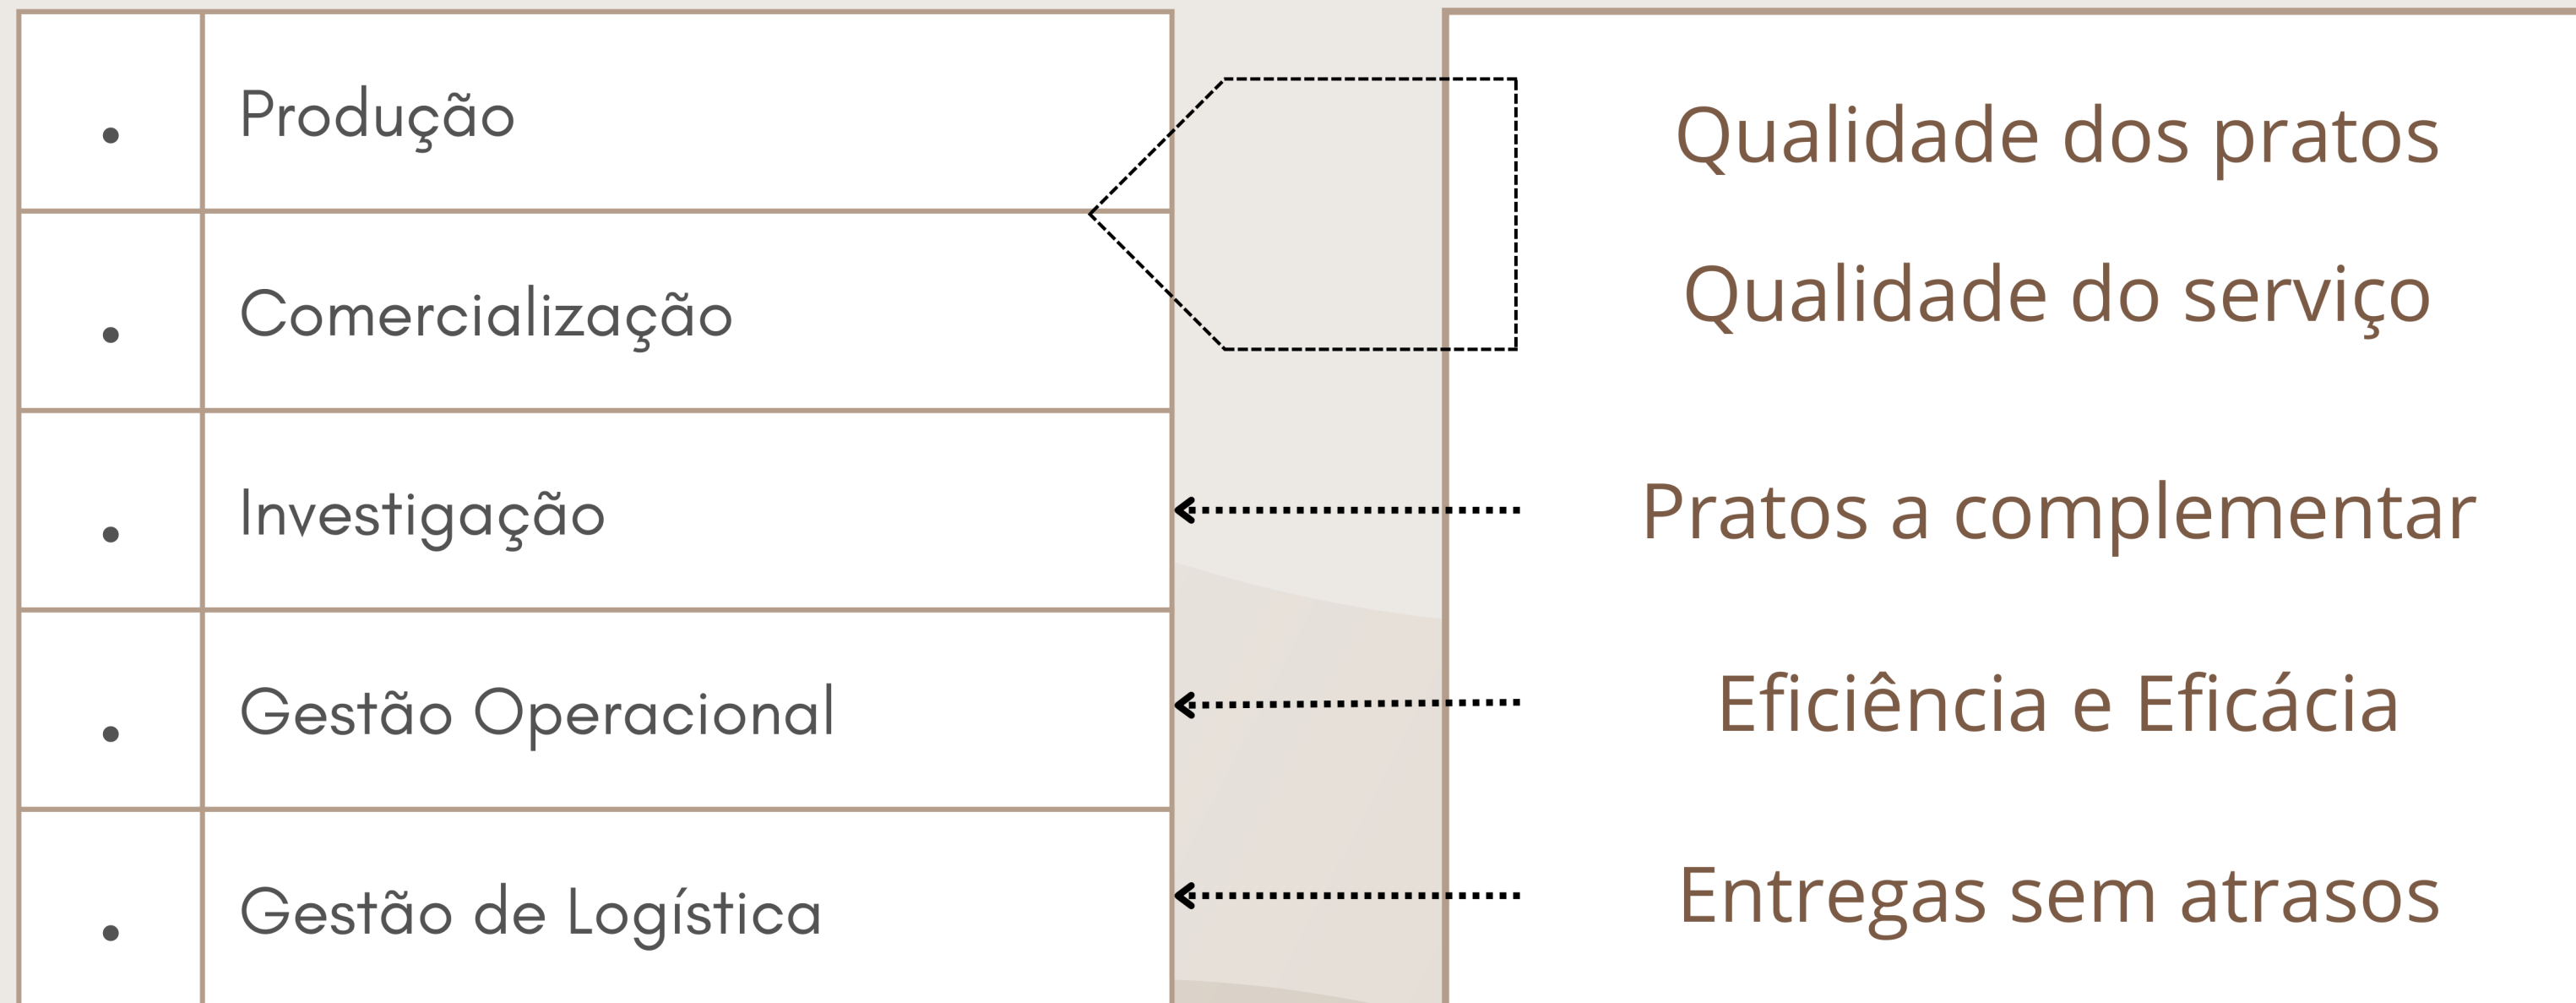 Produção
Comercialização
Investigação
Gestão Operacional
Gestão de Logística
Qualidade dos pratos
Qualidade do serviço
Pratos a complementar
Eficiência e Eficácia
Entregas sem atrasos